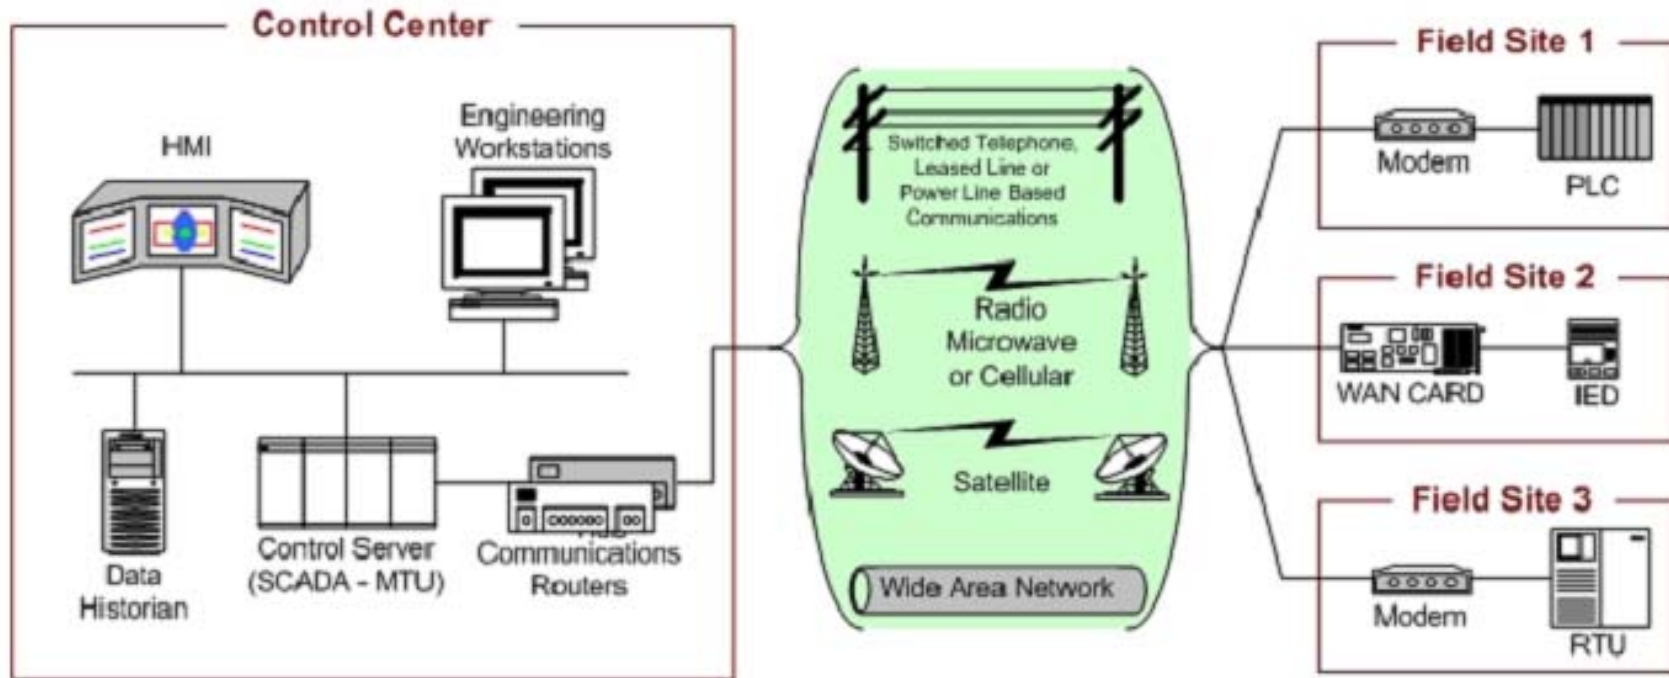 Control Center
HMI
Engineering
Workstations
Data
Historian
Control Server
(SCADA - MTU)
Communications
Routers
Switched Telephone,
Leased Line or
Power Line Based
Communications
Radio
Microwave
or Cellular
Satellite
Wide Area Network
Field Site 1
Modem
PLC
Field Site 2
WAN CARD
IED
Field Site 3
Modem
RTU